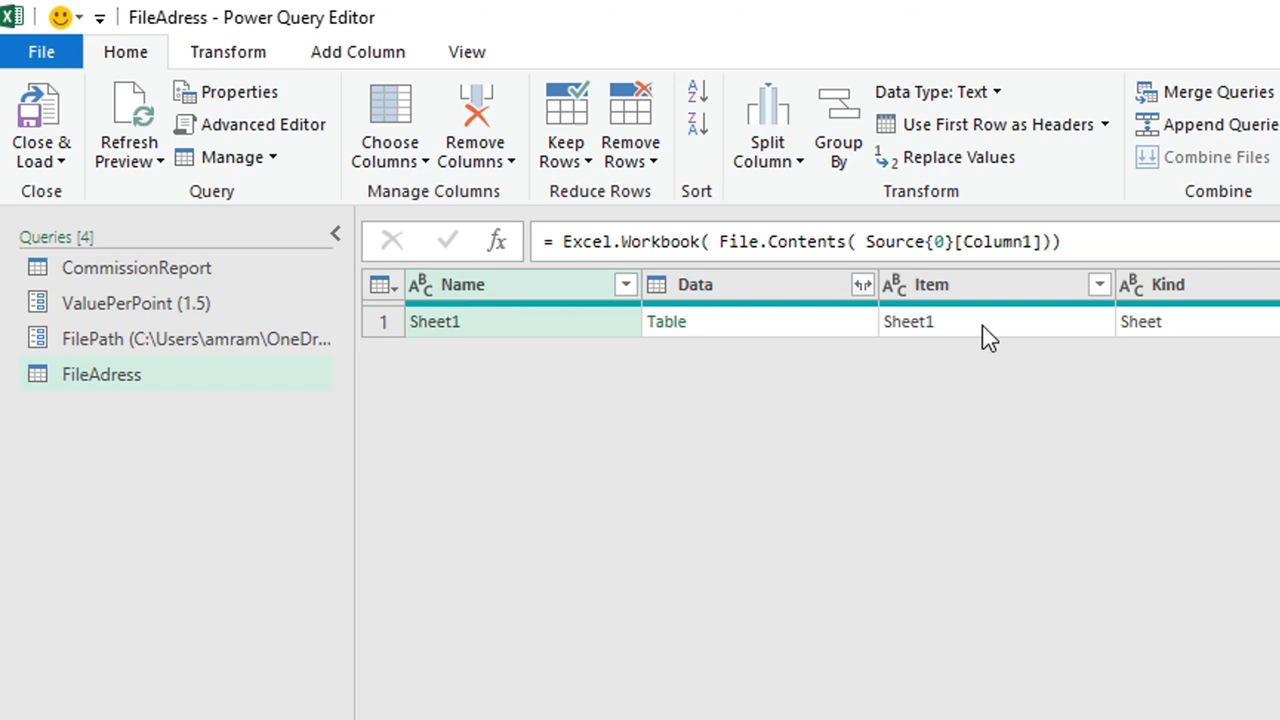 FileAdress - Power Query Editor
File Home Transform Add Column View
Close & Load
Refresh Preview
Properties
Advanced Editor
Manage
Choose Columns
Remove Columns
Keep Rows
Remove Rows
Split Column
Group By
Data Type: Text
Use First Row as Headers
Replace Values
Merge Queries
Append Querie
Combine Files
Close Query Manage Columns Reduce Rows Sort Transform Combine
Queries [4]
CommissionReport
ValuePerPoint (1.5)
FilePath (C:\Users\amram\OneDr...
FileAdress
fx = Excel.Workbook( File.Contents( Source{0}[Column1]))
ABC Name Data ABC Item ABC Kind
1 Sheet1 Table Sheet1 Sheet